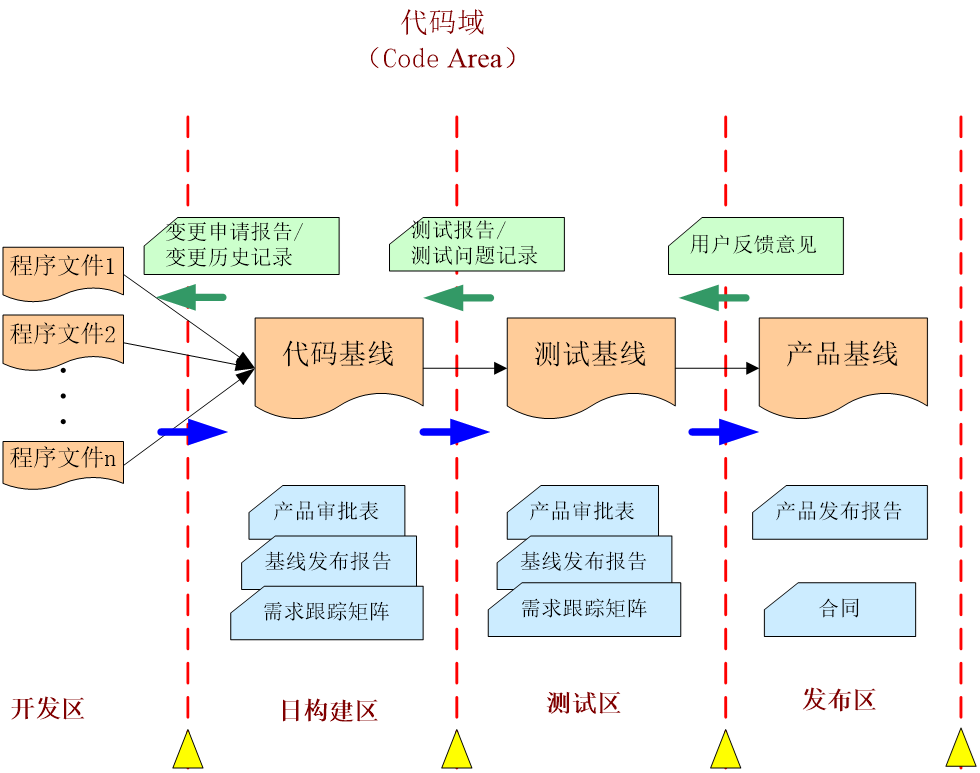 代码域
（Code Area）
变更申请报告/
变更历史记录
测试报告/
测试问题记录
用户反馈意见
程序文件1
程序文件2
程序文件n
代码基线
测试基线
产品基线
产品审批表
基线发布报告
需求跟踪矩阵
产品审批表
基线发布报告
需求跟踪矩阵
产品发布报告
合同
开发区
日构建区
测试区
发布区